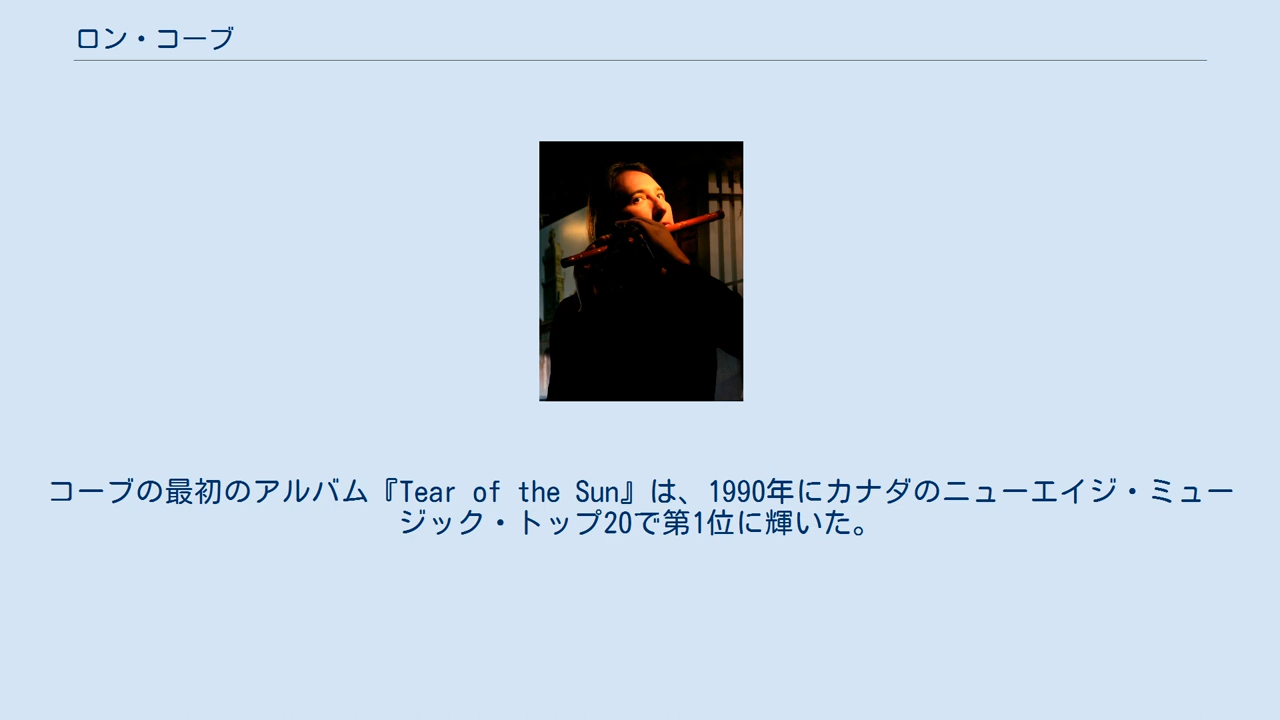 ロン・コーブ
コーブの最初のアルバム『Tear of the Sun』は、1990年にカナダのニューエイジ・ミュー
ジック・トップ20で第1位に輝いた。